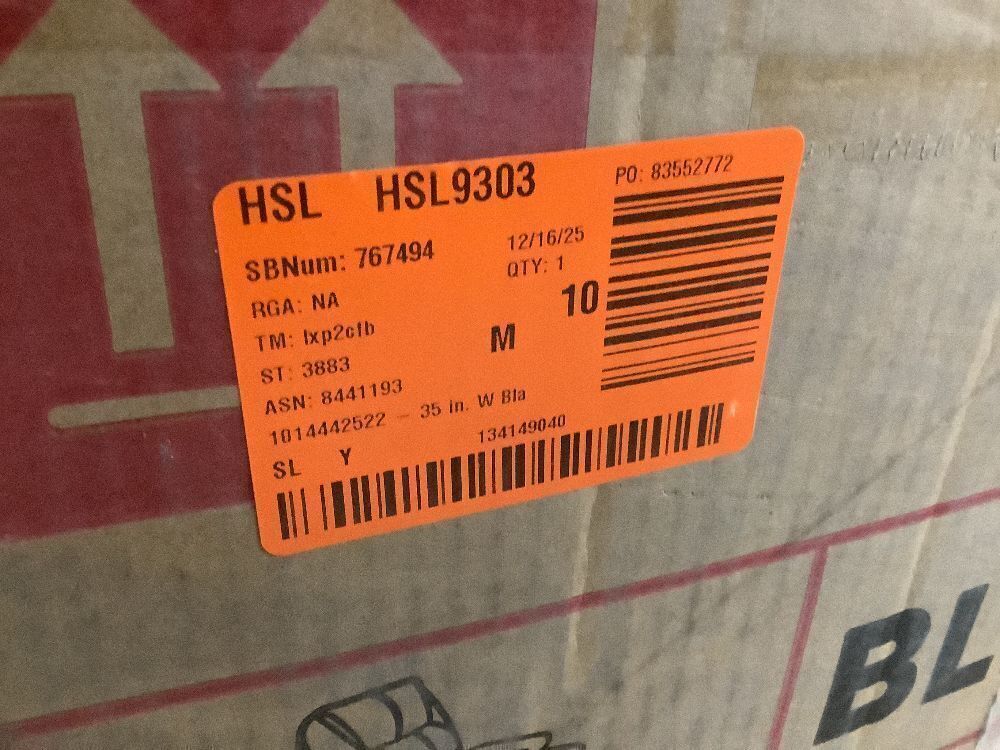 HSL HSL9303
PO: 83552772
SBNum: 767494
12/16/25
QTY: 1
RGA: NA
10
TM: lxp2cfb
M
ST: 3883
ASN: 8441193
1014442522 - 35 in. W Bla
SL Y
134149040
BL